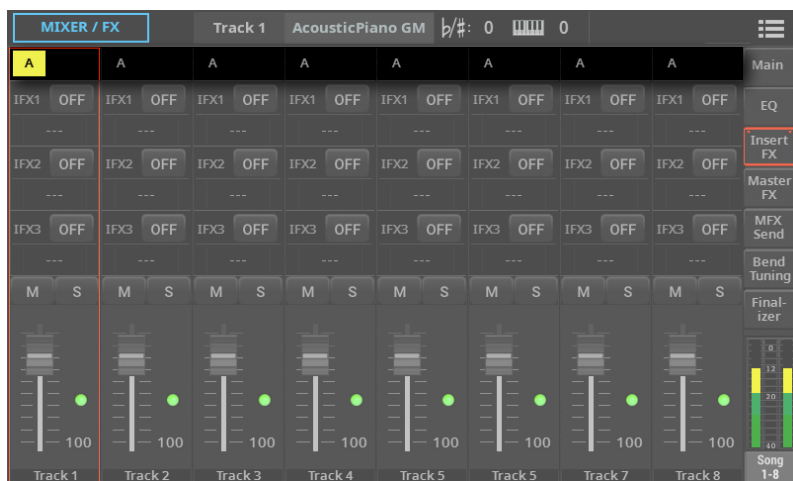 MIXER / FX Track 1 AcousticPiano GM ♭/♯: 0 0
A A A A A A A A Main
IFX1 OFF IFX1 OFF IFX1 OFF IFX1 OFF IFX1 OFF IFX1 OFF IFX1 OFF IFX1 OFF EQ
--- --- --- --- --- --- --- ---
Insert
IFX2 OFF IFX2 OFF IFX2 OFF IFX2 OFF IFX2 OFF IFX2 OFF IFX2 OFF IFX2 OFF FX
--- --- --- --- --- --- --- --- Master
FX
IFX3 OFF IFX3 OFF IFX3 OFF IFX3 OFF IFX3 OFF IFX3 OFF IFX3 OFF IFX3 OFF MFX
Send
--- --- --- --- --- --- --- --- Bend
Tuning
M S M S M S M S M S M S M S M S
Final-
izer
0
12
20
100 100 100 100 100 100 100 100 40
Track 1 Track 2 Track 3 Track 4 Track 5 Track 5 Track 7 Track 8 Song
1-8